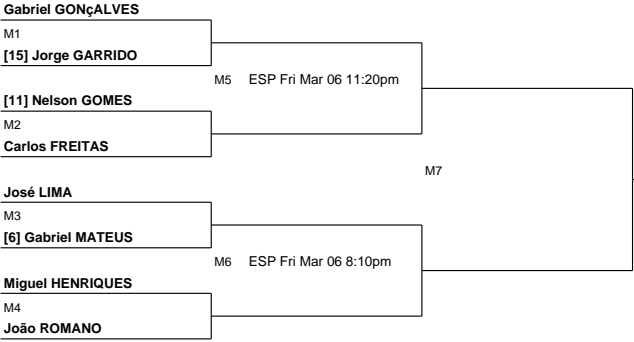 Gabriel GONçALVES
M1
[15] Jorge GARRIDO
M5 ESP Fri Mar 06 11:20pm
[11] Nelson GOMES
M2
Carlos FREITAS
M7
José LIMA
M3
[6] Gabriel MATEUS
M6 ESP Fri Mar 06 8:10pm
Miguel HENRIQUES
M4
João ROMANO